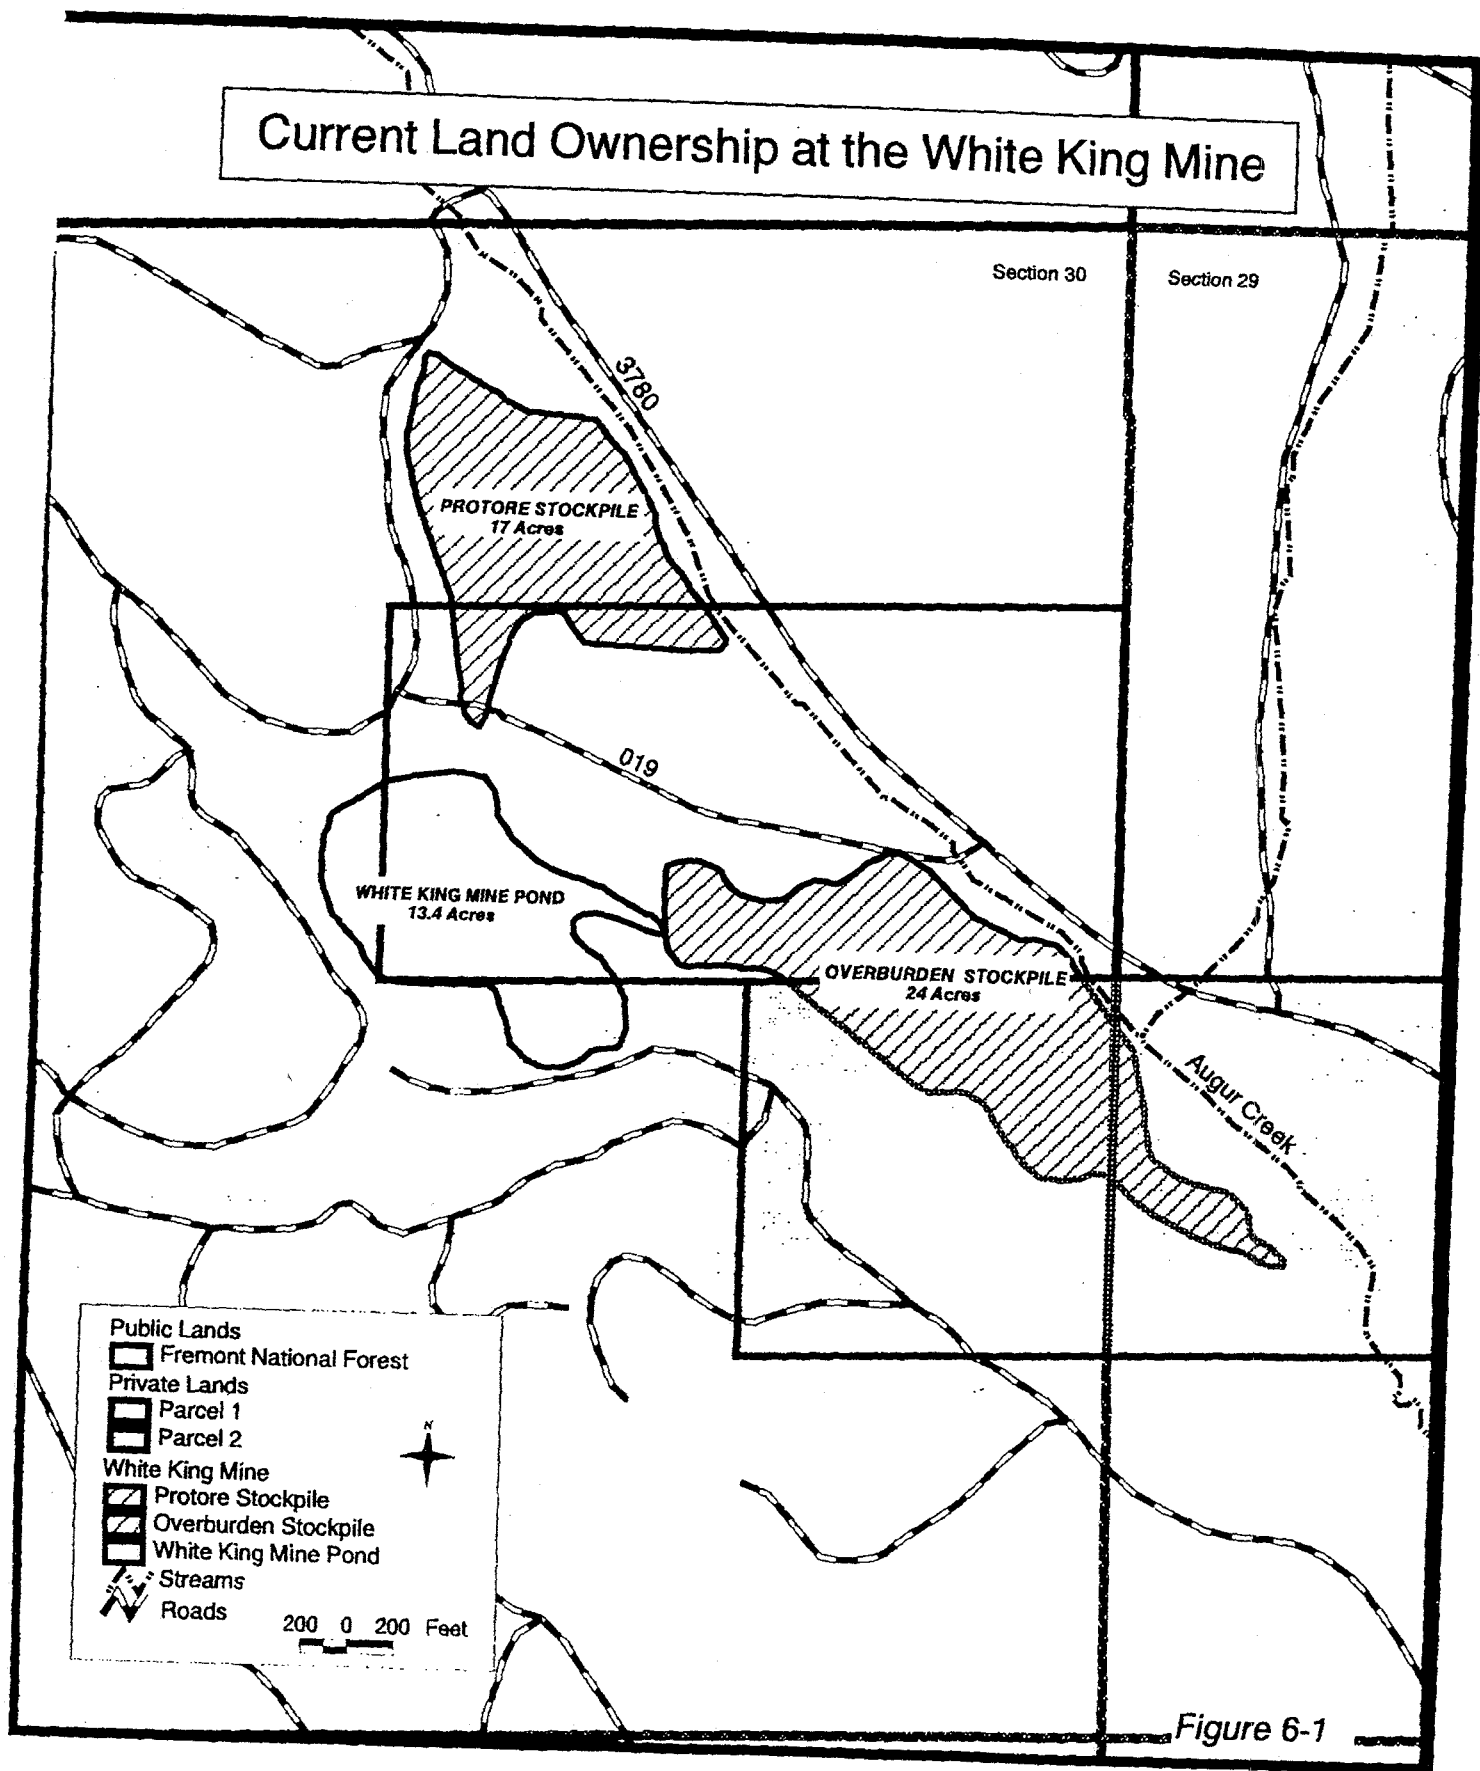 Current Land Ownership at the White King Mine
Section 30
Section 29
3780
PROTORE STOCKPILE
17 Acres
019
WHITE KING MINE POND
13.4 Acres
OVERBURDEN STOCKPILE
24 Acres
Augur Creek
Public Lands
Fremont National Forest
Private Lands
Parcel 1
Parcel 2
White King Mine
Protore Stockpile
Overburden Stockpile
White King Mine Pond
Streams
Roads
N
200 0 200 Feet
Figure 6-1